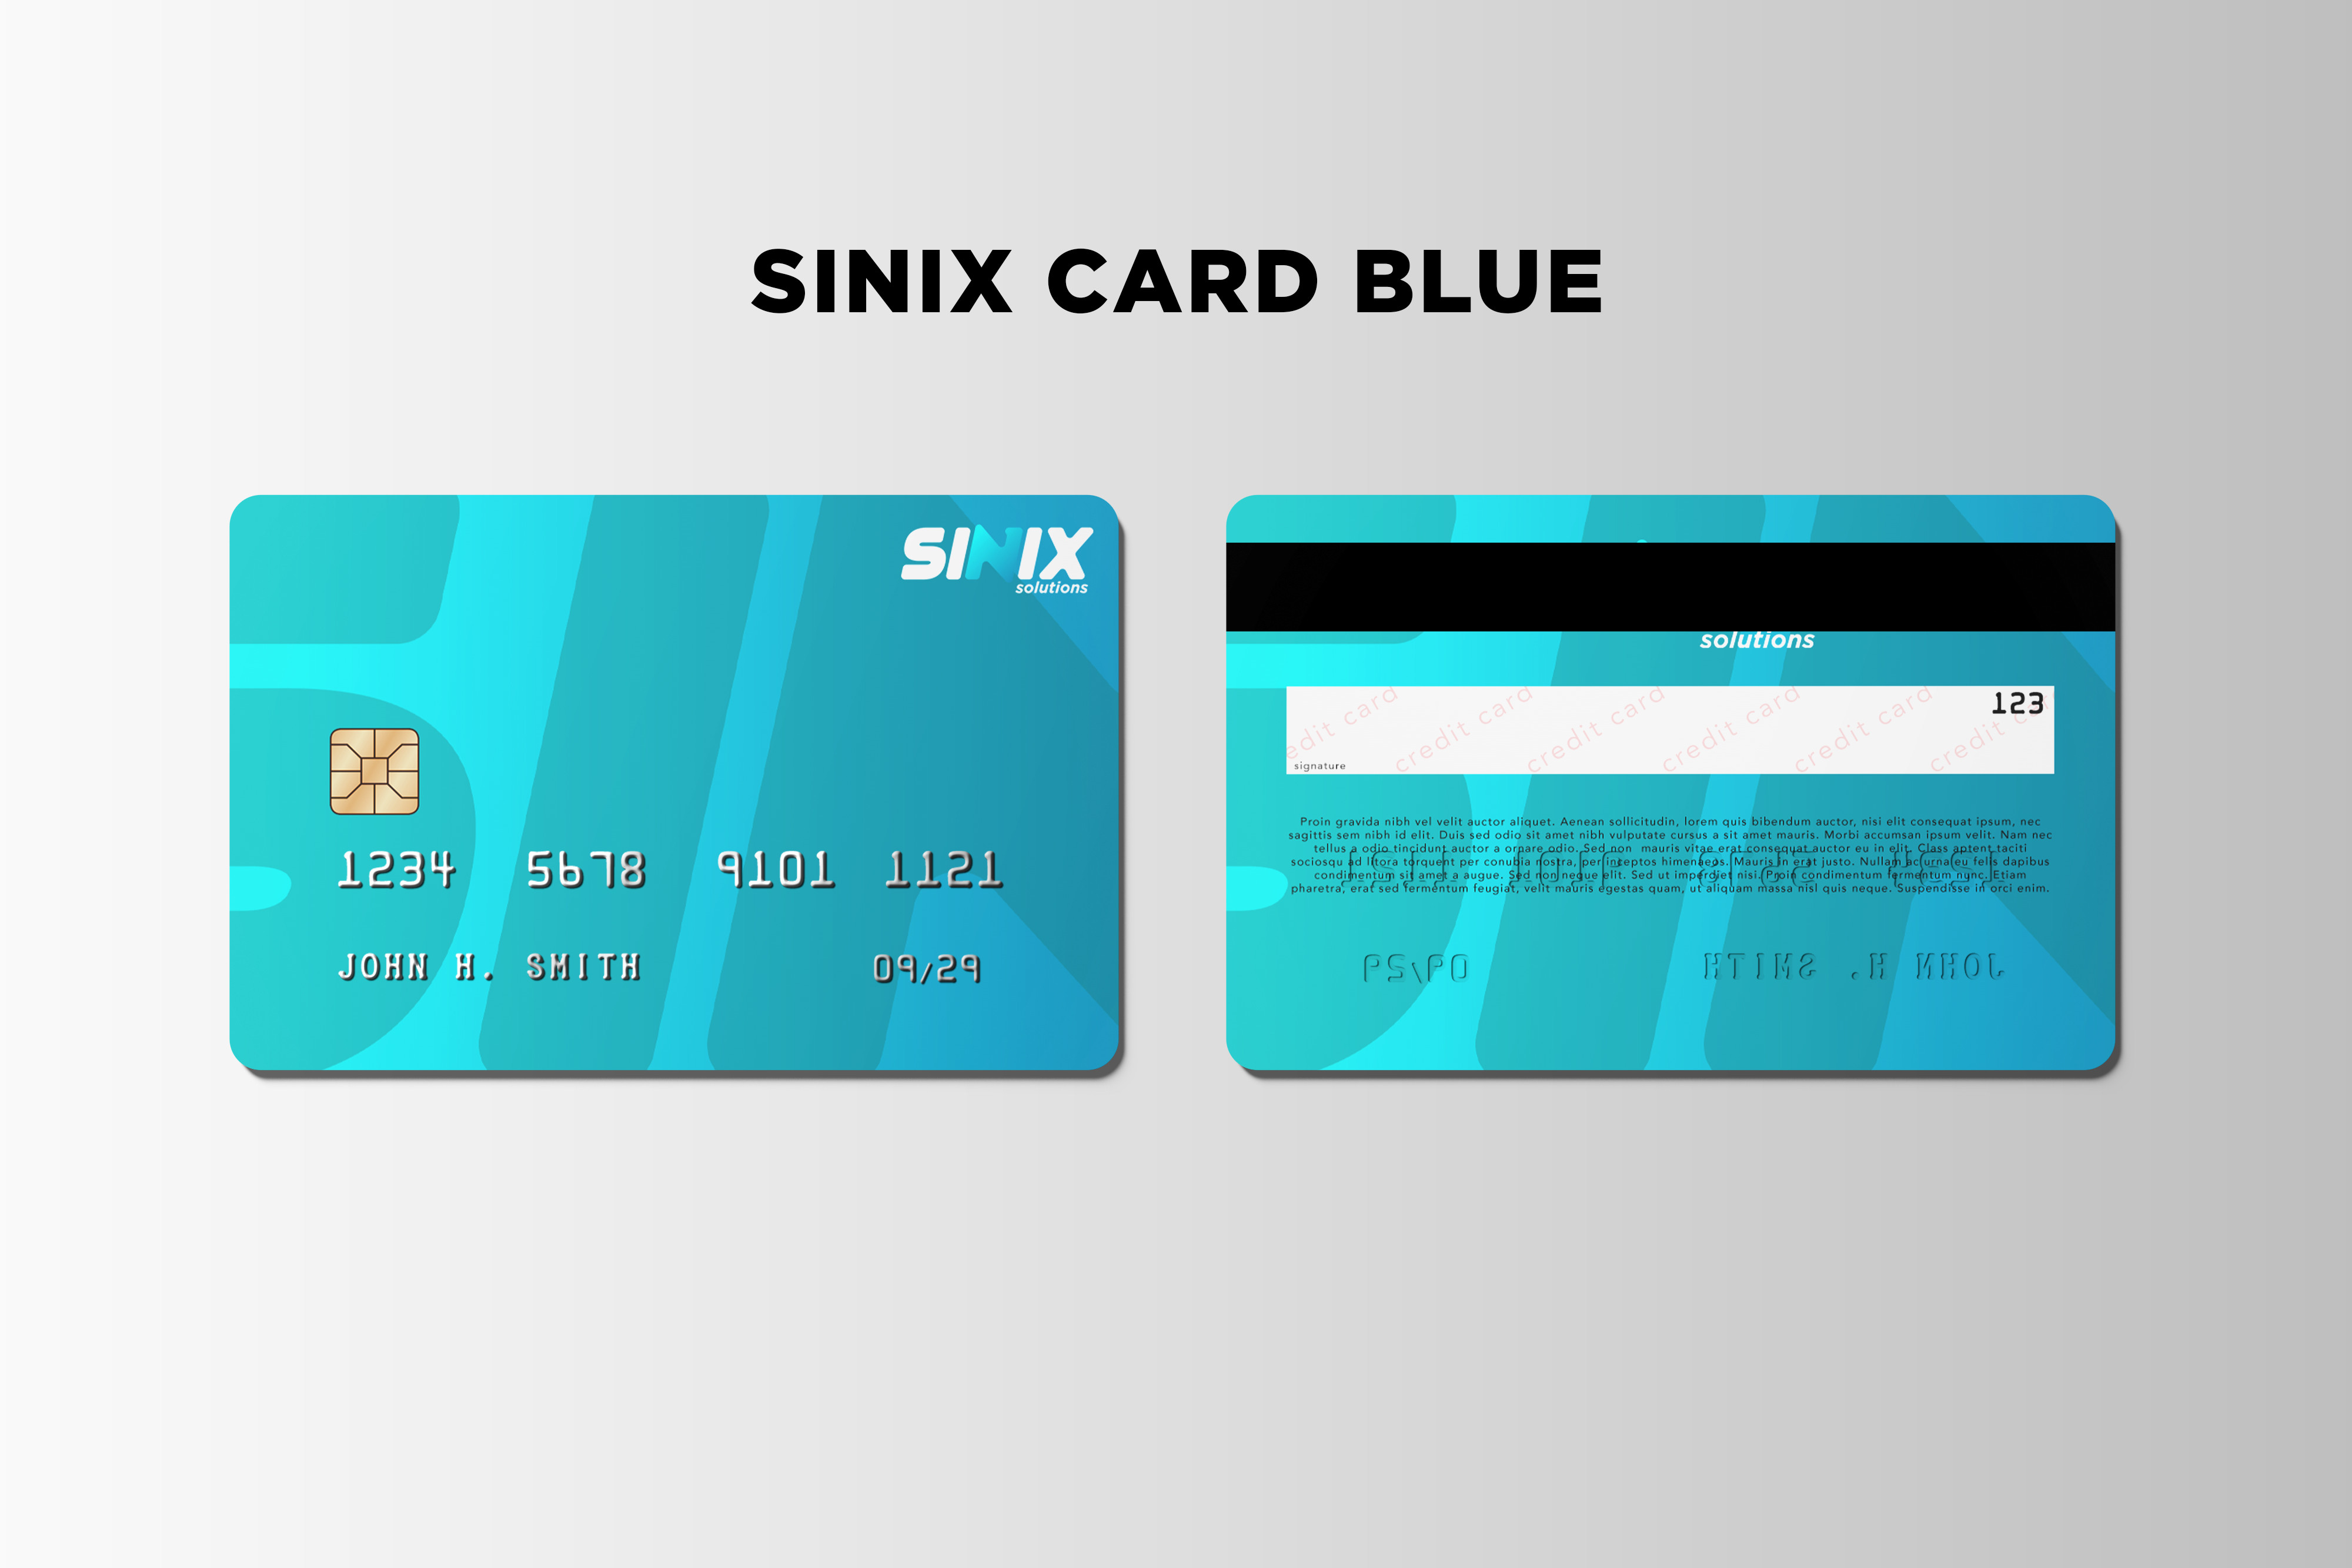 SINIX CARD BLUE
SINIX
solutions
1234 5678 9101 1121
JOHN H. SMITH 09/29
solutions
123
credit card credit card credit card credit card credit card credit card
signature
Proin gravida nibh vel velit auctor aliquet. Aenean sollicitudin, lorem quis bibendum auctor, nisi elit consequat ipsum, nec
sagittis sem nibh id elit. Duis sed odio sit amet nibh vulputate cursus a sit amet mauris. Morbi accumsan ipsum velit. Nam nec
tellus a odio tincidunt auctor a ornare odio. Sed non mauris vitae erat consequat auctor eu in elit. Class aptent taciti
sociosqu ad litora torquent per conubia nostra, per inceptos himenaeos. Mauris in erat justo. Nullam ac urna eu felis dapibus
condimentum sit amet a augue. Sed non neque elit. Sed ut imperdiet nisi. Proin condimentum fermentum nunc. Etiam
pharetra, erat sed fermentum feugiat, velit mauris egestas quam, ut aliquam massa nisl quis neque. Suspendisse in orci enim.
1234 5678 9101 1121
09/29 JOHN H. SMITH